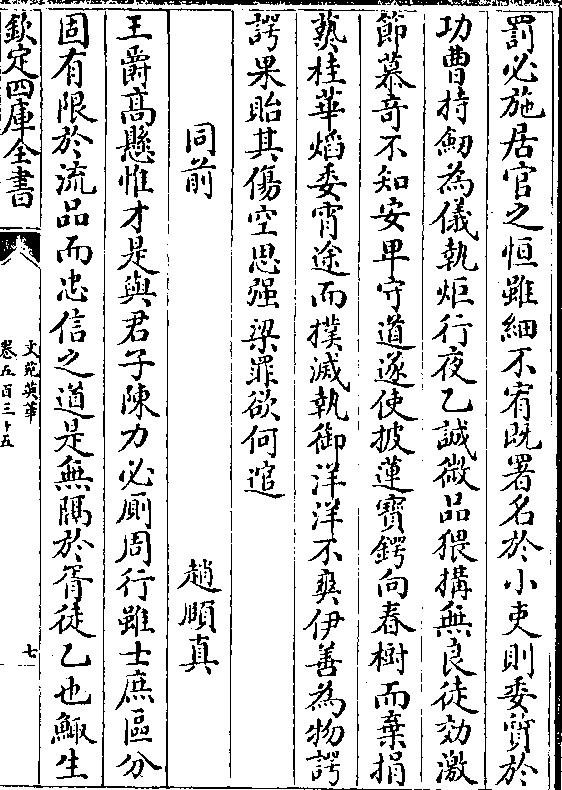 罰必施居官之恒雖細不宥既署名於小吏則委質於
功曹持劒為儀執炬行夜乙誠微品猥搆無良徒効激
節慕奇不知安卑守道遂使披蓮寳鍔向春樹而棄捐
爇桂華熖委宵途而撲滅執御洋洋不爽伊善為物諤
諤果貽其傷空思强梁罪欲何逭
同前 趙頤真
王爵髙懸惟才是與君子陳力必厠周行雖士庶區分
固有限於流品而忠信之道是無隔於胥徒乙也鯫生
欽定四庫全書
文苑英華
卷五百三十五
七